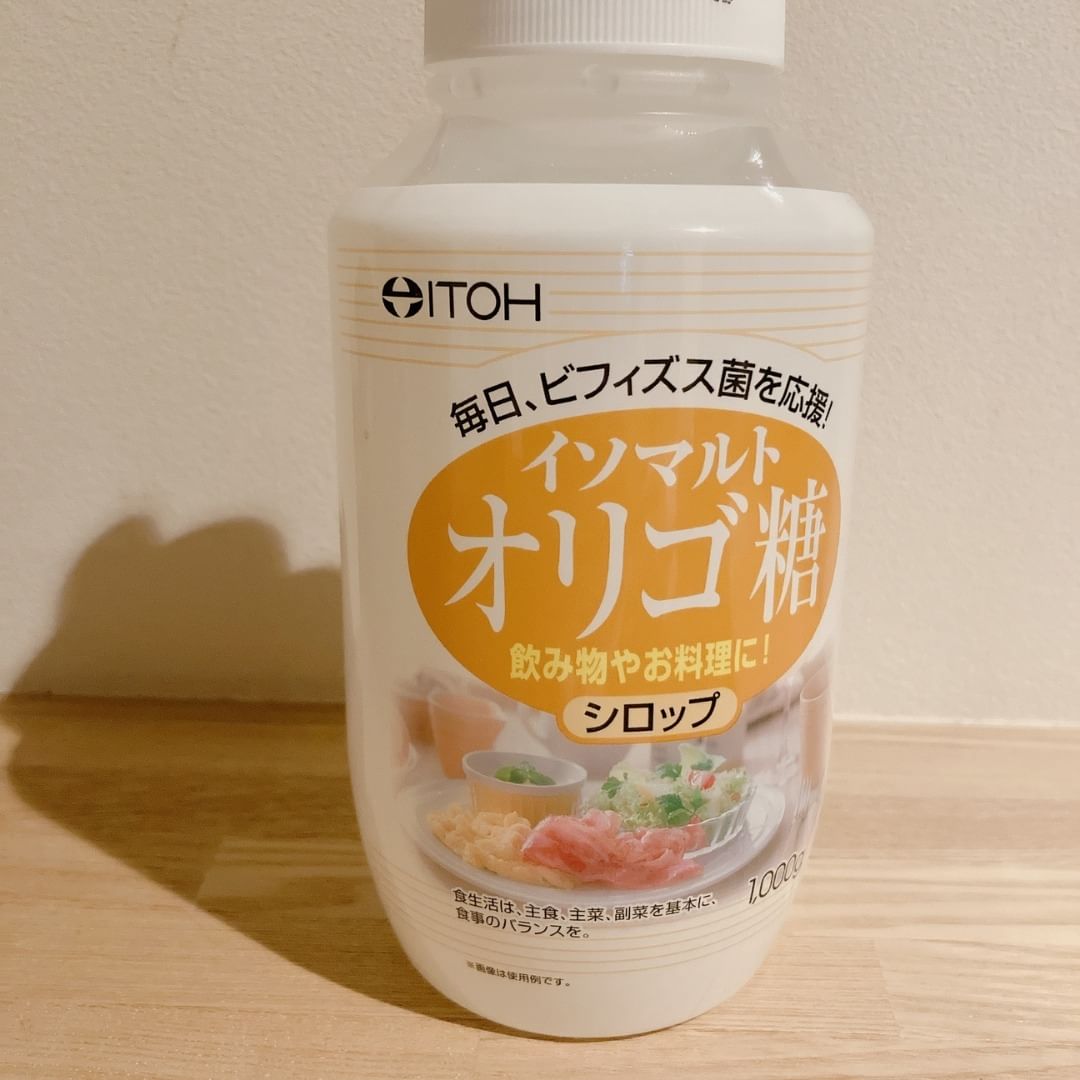 ITOH
毎日、ビフィズス菌を応援!
イソマルト
オリゴ糖
飲み物やお料理に!
シロップ
1,000g
食生活は、主食、主菜、副菜を基本に、
食事のバランスを。
※画像は使用例です。